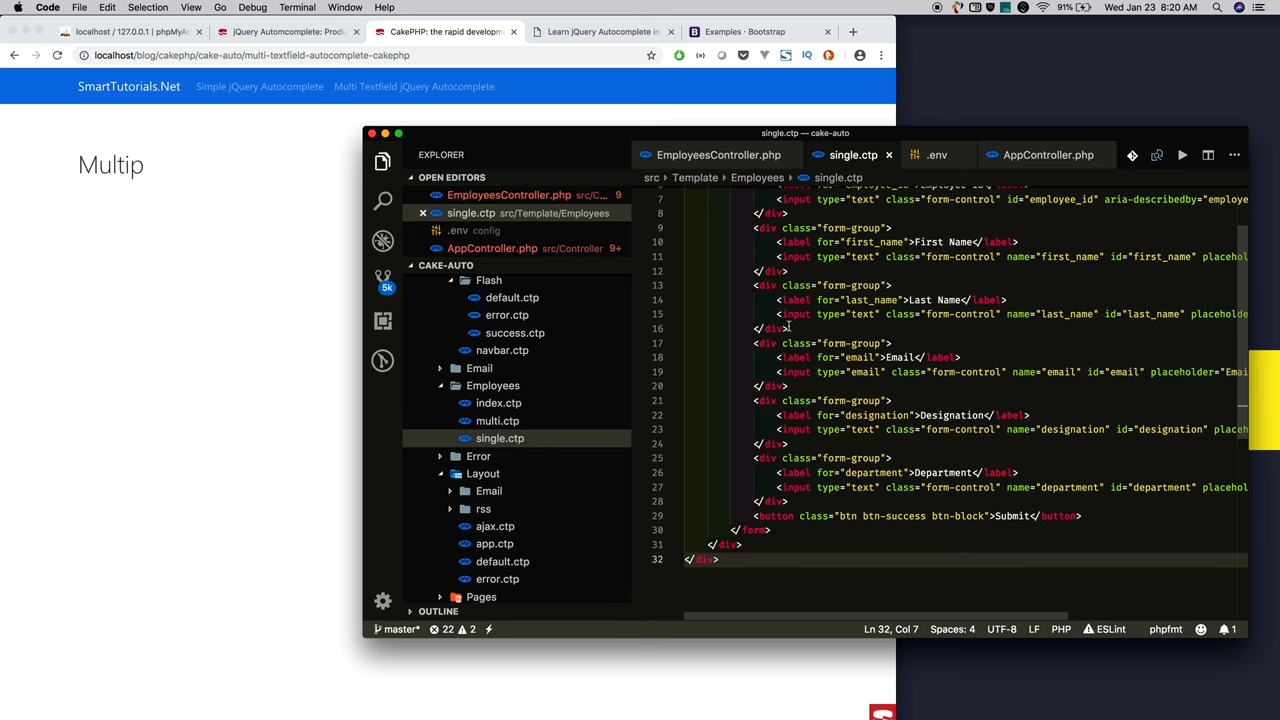 Code File Edit Selection View Go Debug Terminal Window Help 91% Wed Jan 23 8:20 AM
localhost / 127.0.0.1 | phpMyA
jQuery Automcomplete: Produ
CakePHP: the rapid developm
Learn jQuery Autocomplete in
Examples · Bootstrap
localhost/blog/cakephp/cake-auto/multi-textfield-autocomplete-cakephp
SmartTutorials.Net Simple jQuery Autocomplete Multi Textfield jQuery Autocomplete
Multip
single.ctp — cake-auto
EXPLORER
EmployeesController.php single.ctp .env AppController.php
OPEN EDITORS
src › Template › Employees › single.ctp
EmployeesController.php src/C... 9
single.ctp src/Template/Employees
.env config
AppController.php src/Controller 9+
CAKE-AUTO
Flash
default.ctp
error.ctp
success.ctp
navbar.ctp
Email
Employees
index.ctp
multi.ctp
single.ctp
Error
Layout
Email
rss
ajax.ctp
app.ctp
default.ctp
error.ctp
Pages
OUTLINE
5k
7 <input type="text" class="form-control" id="employee_id" aria-describedby="employe
8 </div>
9 <div class="form-group">
10 <label for="first_name">First Name</label>
11 <input type="text" class="form-control" name="first_name" id="first_name" placehol
12 </div>
13 <div class="form-group">
14 <label for="last_name">Last Name</label>
15 <input type="text" class="form-control" name="last_name" id="last_name" placeholde
16 </div>
17 <div class="form-group">
18 <label for="email">Email</label>
19 <input type="email" class="form-control" name="email" id="email" placeholder="Emai
20 </div>
21 <div class="form-group">
22 <label for="designation">Designation</label>
23 <input type="text" class="form-control" name="designation" id="designation" placeh
24 </div>
25 <div class="form-group">
26 <label for="department">Department</label>
27 <input type="text" class="form-control" name="department" id="department" placehol
28 </div>
29 <button class="btn btn-success btn-block">Submit</button>
30 </form>
31 </div>
32 </div>
master* 22 2 Ln 32, Col 7 Spaces: 4 UTF-8 LF PHP ESLint phpfmt 1